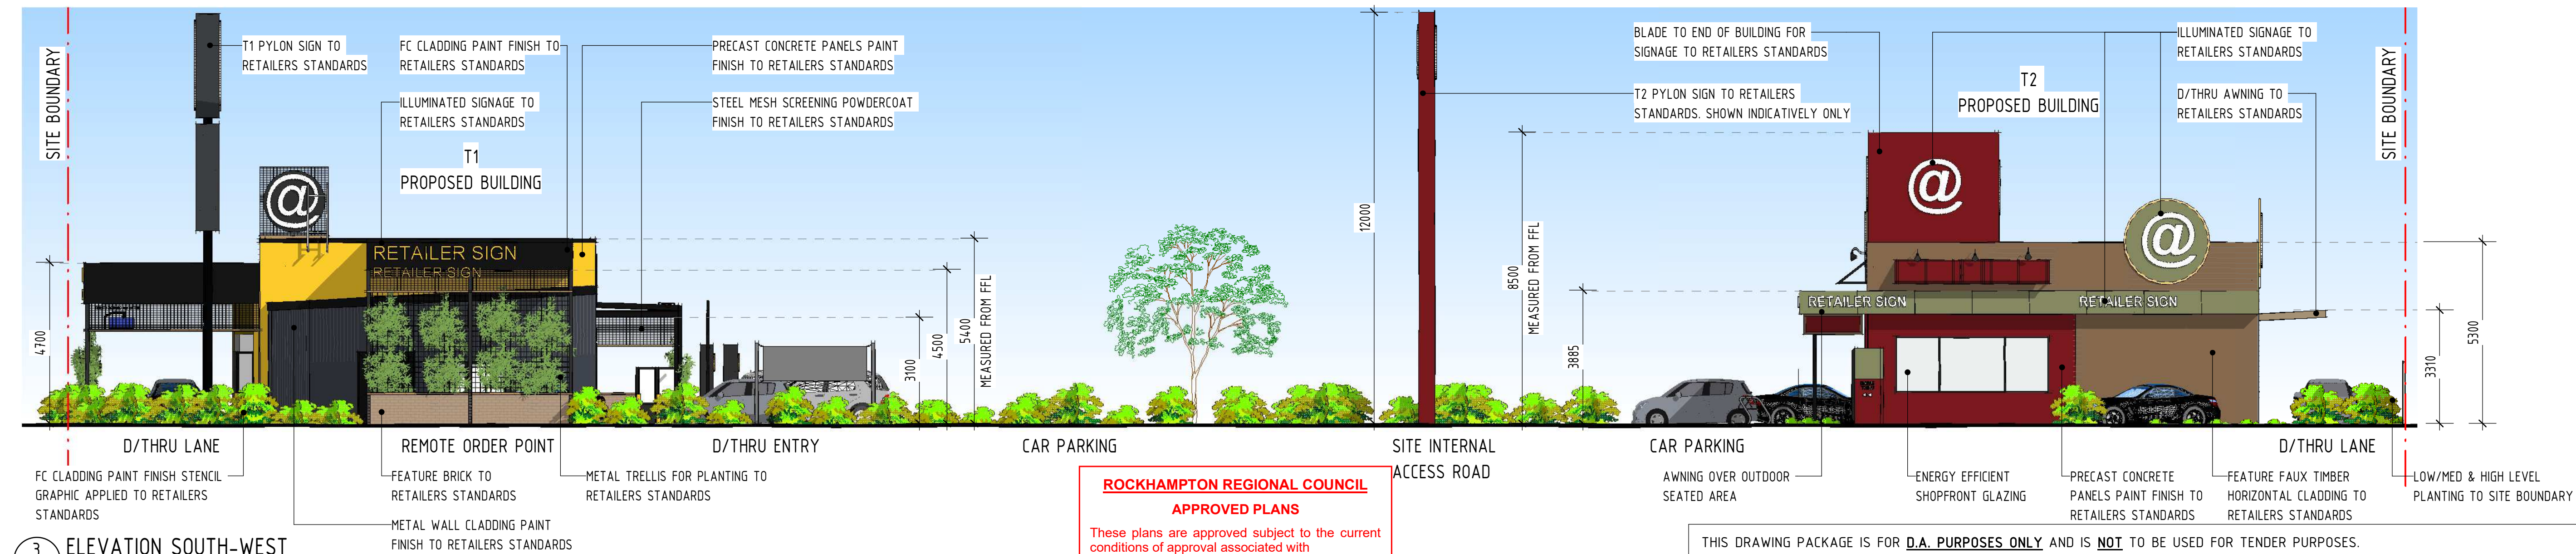 SITE BOUNDARY
T1 PYLON SIGN TO
RETAILERS STANDARDS
FC CLADDING PAINT FINISH TO
RETAILERS STANDARDS
ILLUMINATED SIGNAGE TO
RETAILERS STANDARDS
T1
PROPOSED BUILDING
PRECAST CONCRETE PANELS PAINT
FINISH TO RETAILERS STANDARDS
STEEL MESH SCREENING POWDERCOAT
FINISH TO RETAILERS STANDARDS
BLADE TO END OF BUILDING FOR
SIGNAGE TO RETAILERS STANDARDS
T2 PYLON SIGN TO RETAILERS
STANDARDS. SHOWN INDICATIVELY ONLY
T2
PROPOSED BUILDING
ILLUMINATED SIGNAGE TO
RETAILERS STANDARDS
D/THRU AWNING TO
RETAILERS STANDARDS
SITE BOUNDARY
@
RETAILER SIGN
RETAILER SIGN
@
@
RETAILER SIGN
RETAILER SIGN
4700
3100
4500
5400
MEASURED FROM FFL
12000
8500
MEASURED FROM FFL
3885
3310
5300
D/THRU LANE
REMOTE ORDER POINT
D/THRU ENTRY
CAR PARKING
SITE INTERNAL
ACCESS ROAD
CAR PARKING
D/THRU LANE
FC CLADDING PAINT FINISH STENCIL
GRAPHIC APPLIED TO RETAILERS
STANDARDS
FEATURE BRICK TO
RETAILERS STANDARDS
METAL TRELLIS FOR PLANTING TO
RETAILERS STANDARDS
METAL WALL CLADDING PAINT
FINISH TO RETAILERS STANDARDS
AWNING OVER OUTDOOR
SEATED AREA
ENERGY EFFICIENT
SHOPFRONT GLAZING
PRECAST CONCRETE
PANELS PAINT FINISH TO
RETAILERS STANDARDS
FEATURE FAUX TIMBER
HORIZONTAL CLADDING TO
RETAILERS STANDARDS
LOW/MED & HIGH LEVEL
PLANTING TO SITE BOUNDARY
ROCKHAMPTON REGIONAL COUNCIL
APPROVED PLANS
These plans are approved subject to the current
conditions of approval associated with
3
ELEVATION SOUTH-WEST
THIS DRAWING PACKAGE IS FOR D.A. PURPOSES ONLY AND IS NOT TO BE USED FOR TENDER PURPOSES.